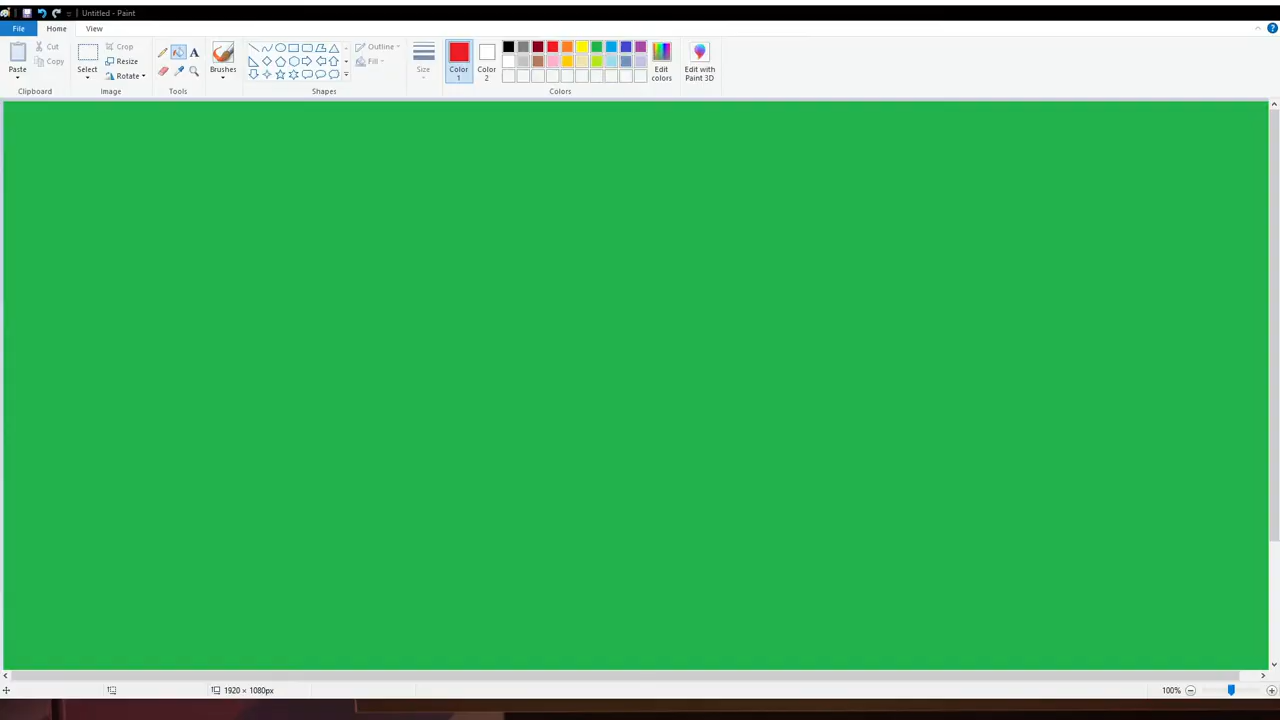 Untitled - Paint
File Home View
Paste Cut Copy
Clipboard
Select Crop Resize Rotate
Image
A
Tools
Brushes
Outline Fill
Shapes
Size
Color 1
Color 2
Edit colors
Colors
Edit with Paint 3D
1920 × 1080px
100%